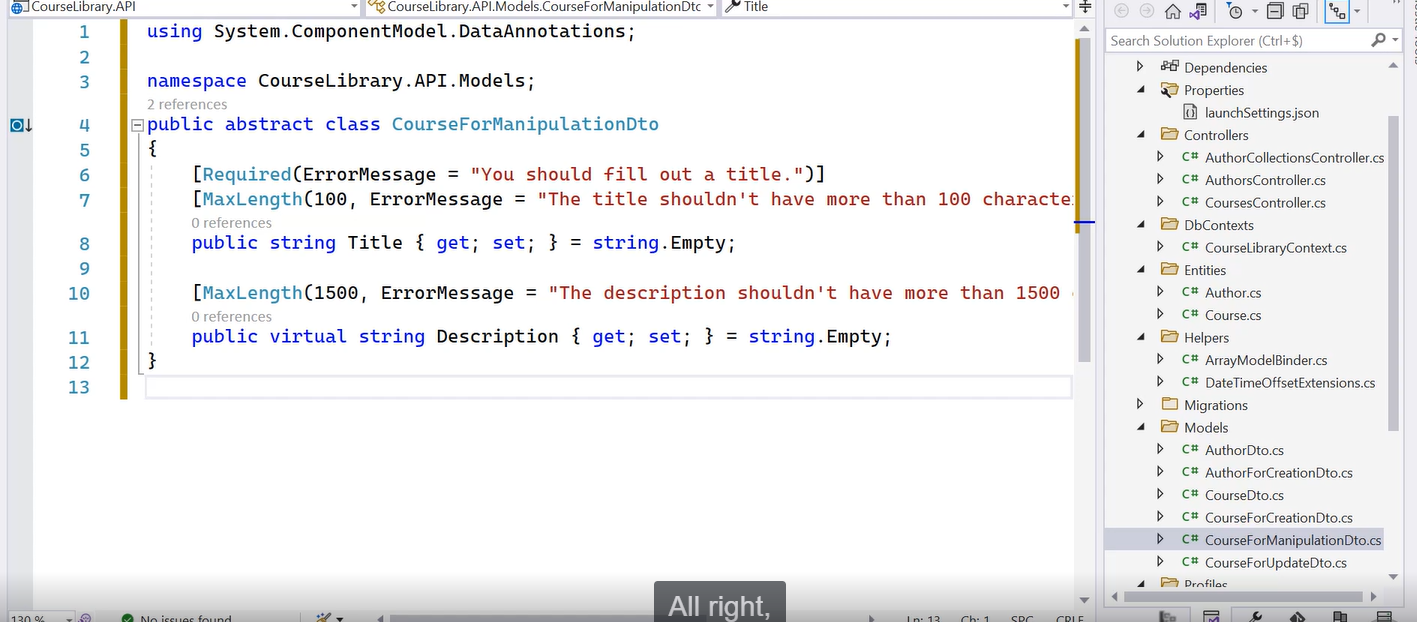 CourseLibrary.API
CourseLibrary.API.Models.CourseForManipulationDto
Title
1 using System.ComponentModel.DataAnnotations;
2
3 namespace CourseLibrary.API.Models;
2 references
4 public abstract class CourseForManipulationDto
5 {
6 [Required(ErrorMessage = "You should fill out a title.")]
7 [MaxLength(100, ErrorMessage = "The title shouldn't have more than 100 characte
0 references
8 public string Title { get; set; } = string.Empty;
9
10 [MaxLength(1500, ErrorMessage = "The description shouldn't have more than 1500
0 references
11 public virtual string Description { get; set; } = string.Empty;
12 }
13
Search Solution Explorer (Ctrl+$)
Dependencies
Properties
launchSettings.json
Controllers
C# AuthorCollectionsController.cs
C# AuthorsController.cs
C# CoursesController.cs
DbContexts
C# CourseLibraryContext.cs
Entities
C# Author.cs
C# Course.cs
Helpers
C# ArrayModelBinder.cs
C# DateTimeOffsetExtensions.cs
Migrations
Models
C# AuthorDto.cs
C# AuthorForCreationDto.cs
C# CourseDto.cs
C# CourseForCreationDto.cs
C# CourseForManipulationDto.cs
C# CourseForUpdateDto.cs
Profiles
130 %
No issues found
Ln: 13 Ch: 1 SPC CRLF
All right,